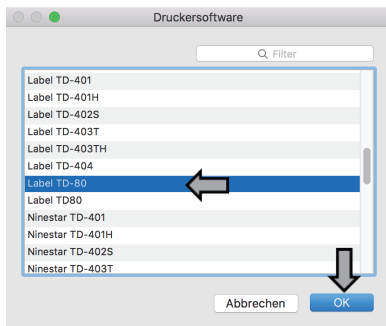 Druckersoftware
Filter
Label TD-401
Label TD-401H
Label TD-402S
Label TD-403T
Label TD-403TH
Label TD-404
Label TD-80
Label TD80
Ninestar TD-401
Ninestar TD-401H
Ninestar TD-402S
Ninestar TD-403T
Abbrechen OK